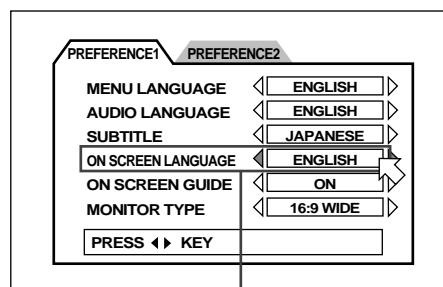 PREFERENCE1 PREFERENCE2
MENU LANGUAGE ENGLISH
AUDIO LANGUAGE ENGLISH
SUBTITLE JAPANESE
ON SCREEN LANGUAGE ENGLISH
ON SCREEN GUIDE ON
MONITOR TYPE 16:9 WIDE
PRESS ◀▶ KEY